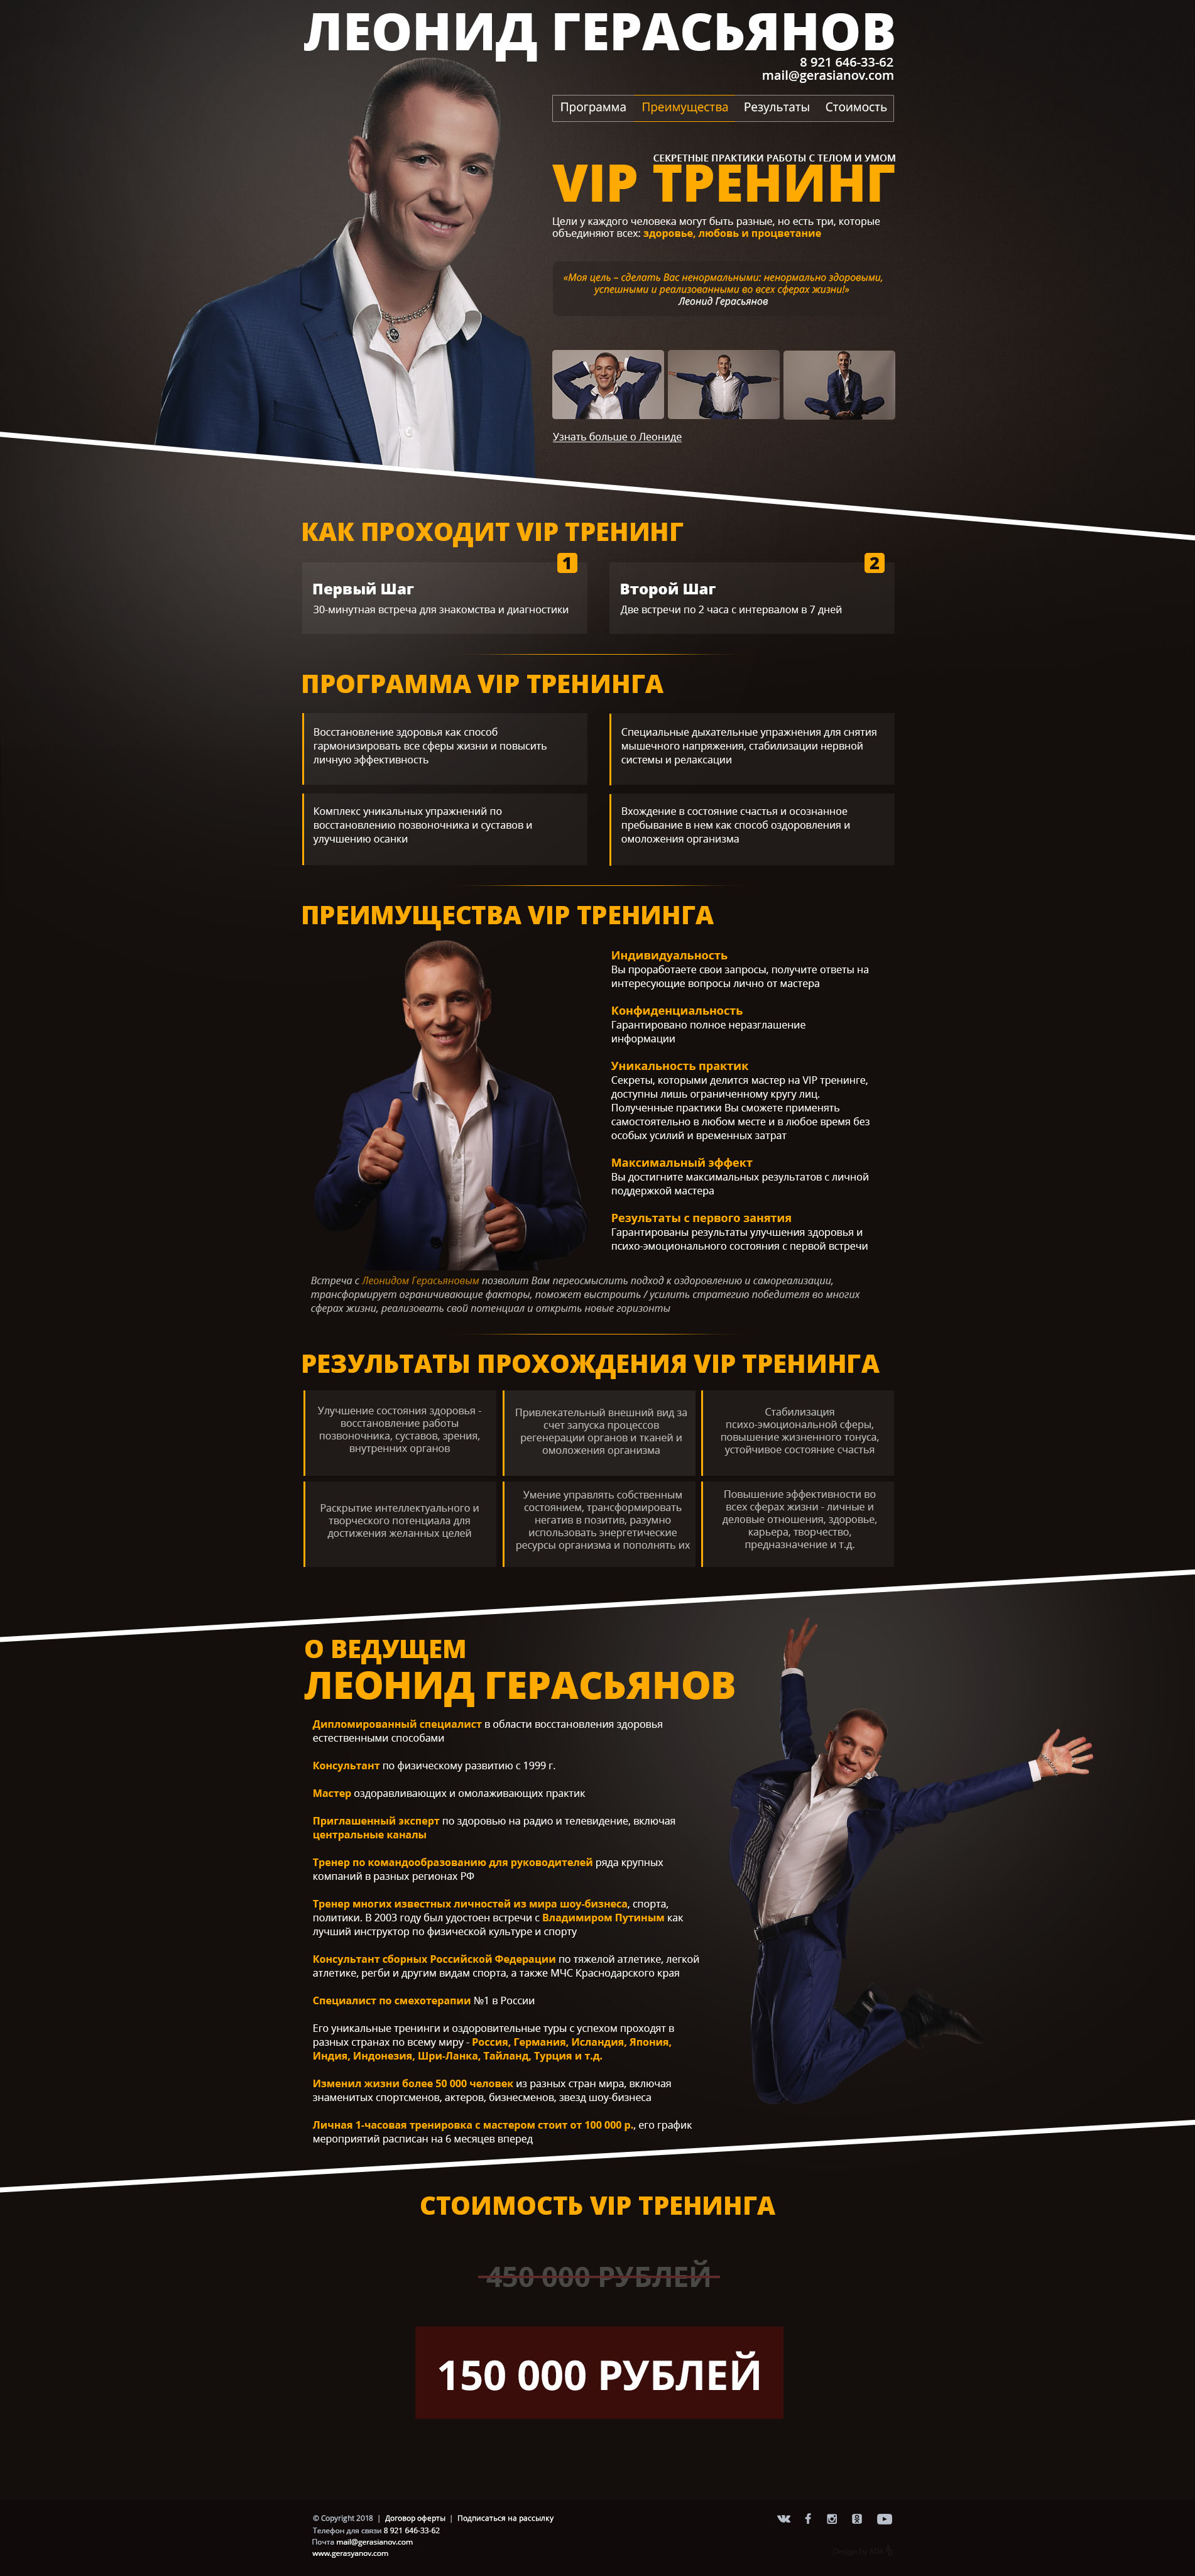 ЛЕОНИД ГЕРАСЬЯНОВ
8 921 646-33-62
mail@gerasianov.com
Программа Преимущества Результаты Стоимость
СЕКРЕТНЫЕ ПРАКТИКИ РАБОТЫ С ТЕЛОМ И УМОМ
VIP ТРЕНИНГ
Цели у каждого человека могут быть разные, но есть три, которые
объединяют всех: здоровье, любовь и процветание
«Моя цель – сделать Вас ненормальными: ненормально здоровыми,
успешными и реализованными во всех сферах жизни!»
Леонид Герасьянов
Узнать больше о Леониде
КАК ПРОХОДИТ VIP ТРЕНИНГ
1
Первый Шаг
30-минутная встреча для знакомства и диагностики
2
Второй Шаг
Две встречи по 2 часа с интервалом в 7 дней
ПРОГРАММА VIP ТРЕНИНГА
Восстановление здоровья как способ
гармонизировать все сферы жизни и повысить
личную эффективность
Специальные дыхательные упражнения для снятия
мышечного напряжения, стабилизации нервной
системы и релаксации
Комплекс уникальных упражнений по
восстановлению позвоночника и суставов и
улучшению осанки
Вхождение в состояние счастья и осознанное
пребывание в нем как способ оздоровления и
омоложения организма
ПРЕИМУЩЕСТВА VIP ТРЕНИНГА
Индивидуальность
Вы проработаете свои запросы, получите ответы на
интересующие вопросы лично от мастера
Конфиденциальность
Гарантировано полное неразглашение
информации
Уникальность практик
Секреты, которыми делится мастер на VIP тренинге,
доступны лишь ограниченному кругу лиц.
Полученные практики Вы сможете применять
самостоятельно в любом месте и в любое время без
особых усилий и временных затрат
Максимальный эффект
Вы достигните максимальных результатов с личной
поддержкой мастера
Результаты с первого занятия
Гарантированы результаты улучшения здоровья и
психо-эмоционального состояния с первой встречи
Встреча с Леонидом Герасьяновым позволит Вам переосмыслить подход к оздоровлению и самореализации,
трансформирует ограничивающие факторы, поможет выстроить / усилить стратегию победителя во многих
сферах жизни, реализовать свой потенциал и открыть новые горизонты
РЕЗУЛЬТАТЫ ПРОХОЖДЕНИЯ VIP ТРЕНИНГА
Улучшение состояния здоровья -
восстановление работы
позвоночника, суставов, зрения,
внутренних органов
Привлекательный внешний вид за
счет запуска процессов
регенерации органов и тканей и
омоложения организма
Стабилизация
психо-эмоциональной сферы,
повышение жизненного тонуса,
устойчивое состояние счастья
Раскрытие интеллектуального и
творческого потенциала для
достижения желанных целей
Умение управлять собственным
состоянием, трансформировать
негатив в позитив, разумно
использовать энергетические
ресурсы организма и пополнять их
Повышение эффективности во
всех сферах жизни - личные и
деловые отношения, здоровье,
карьера, творчество,
предназначение и т.д.
О ВЕДУЩЕМ
ЛЕОНИД ГЕРАСЬЯНОВ
Дипломированный специалист в области восстановления здоровья
естественными способами
Консультант по физическому развитию с 1999 г.
Мастер оздоравливающих и омолаживающих практик
Приглашенный эксперт по здоровью на радио и телевидение, включая
центральные каналы
Тренер по командообразованию для руководителей ряда крупных
компаний в разных регионах РФ
Тренер многих известных личностей из мира шоу-бизнеса, спорта,
политики. В 2003 году был удостоен встречи с Владимиром Путиным как
лучший инструктор по физической культуре и спорту
Консультант сборных Российской Федерации по тяжелой атлетике, легкой
атлетике, регби и другим видам спорта, а также МЧС Краснодарского края
Специалист по смехотерапии №1 в России
Его уникальные тренинги и оздоровительные туры с успехом проходят в
разных странах по всему миру - Россия, Германия, Исландия, Япония,
Индия, Индонезия, Шри-Ланка, Тайланд, Турция и т.д.
Изменил жизни более 50 000 человек из разных стран мира, включая
знаменитых спортсменов, актеров, бизнесменов, звезд шоу-бизнеса
Личная 1-часовая тренировка с мастером стоит от 100 000 р., его график
мероприятий расписан на 6 месяцев вперед
СТОИМОСТЬ VIP ТРЕНИНГА
450 000 РУБЛЕЙ
150 000 РУБЛЕЙ
© Copyright 2018 | Договор оферты | Подписаться на рассылку
Телефон для связи 8 921 646-33-62
Почта mail@gerasianov.com
www.gerasyanov.com